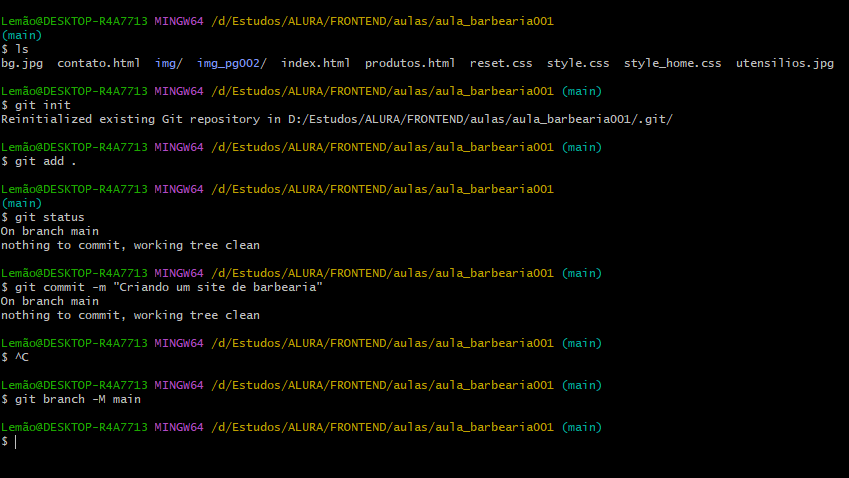 Lemão@DESKTOP-R4A7713 MINGW64 /d/Estudos/ALURA/FRONTEND/aulas/aula_barbearia001
(main)
$ ls
bg.jpg  contato.html  img/  img_pg002/  index.html  produtos.html  reset.css  style.css  style_home.css  utensilios.jpg
Lemão@DESKTOP-R4A7713 MINGW64 /d/Estudos/ALURA/FRONTEND/aulas/aula_barbearia001 (main)
$ git init
Reinitialized existing Git repository in D:/Estudos/ALURA/FRONTEND/aulas/aula_barbearia001/.git/
Lemão@DESKTOP-R4A7713 MINGW64 /d/Estudos/ALURA/FRONTEND/aulas/aula_barbearia001 (main)
$ git add .
Lemão@DESKTOP-R4A7713 MINGW64 /d/Estudos/ALURA/FRONTEND/aulas/aula_barbearia001
(main)
$ git status
On branch main
nothing to commit, working tree clean
Lemão@DESKTOP-R4A7713 MINGW64 /d/Estudos/ALURA/FRONTEND/aulas/aula_barbearia001 (main)
$ git commit -m "Criando um site de barbearia"
On branch main
nothing to commit, working tree clean
Lemão@DESKTOP-R4A7713 MINGW64 /d/Estudos/ALURA/FRONTEND/aulas/aula_barbearia001 (main)
$ ^C
Lemão@DESKTOP-R4A7713 MINGW64 /d/Estudos/ALURA/FRONTEND/aulas/aula_barbearia001 (main)
$ git branch -M main
Lemão@DESKTOP-R4A7713 MINGW64 /d/Estudos/ALURA/FRONTEND/aulas/aula_barbearia001 (main)
$